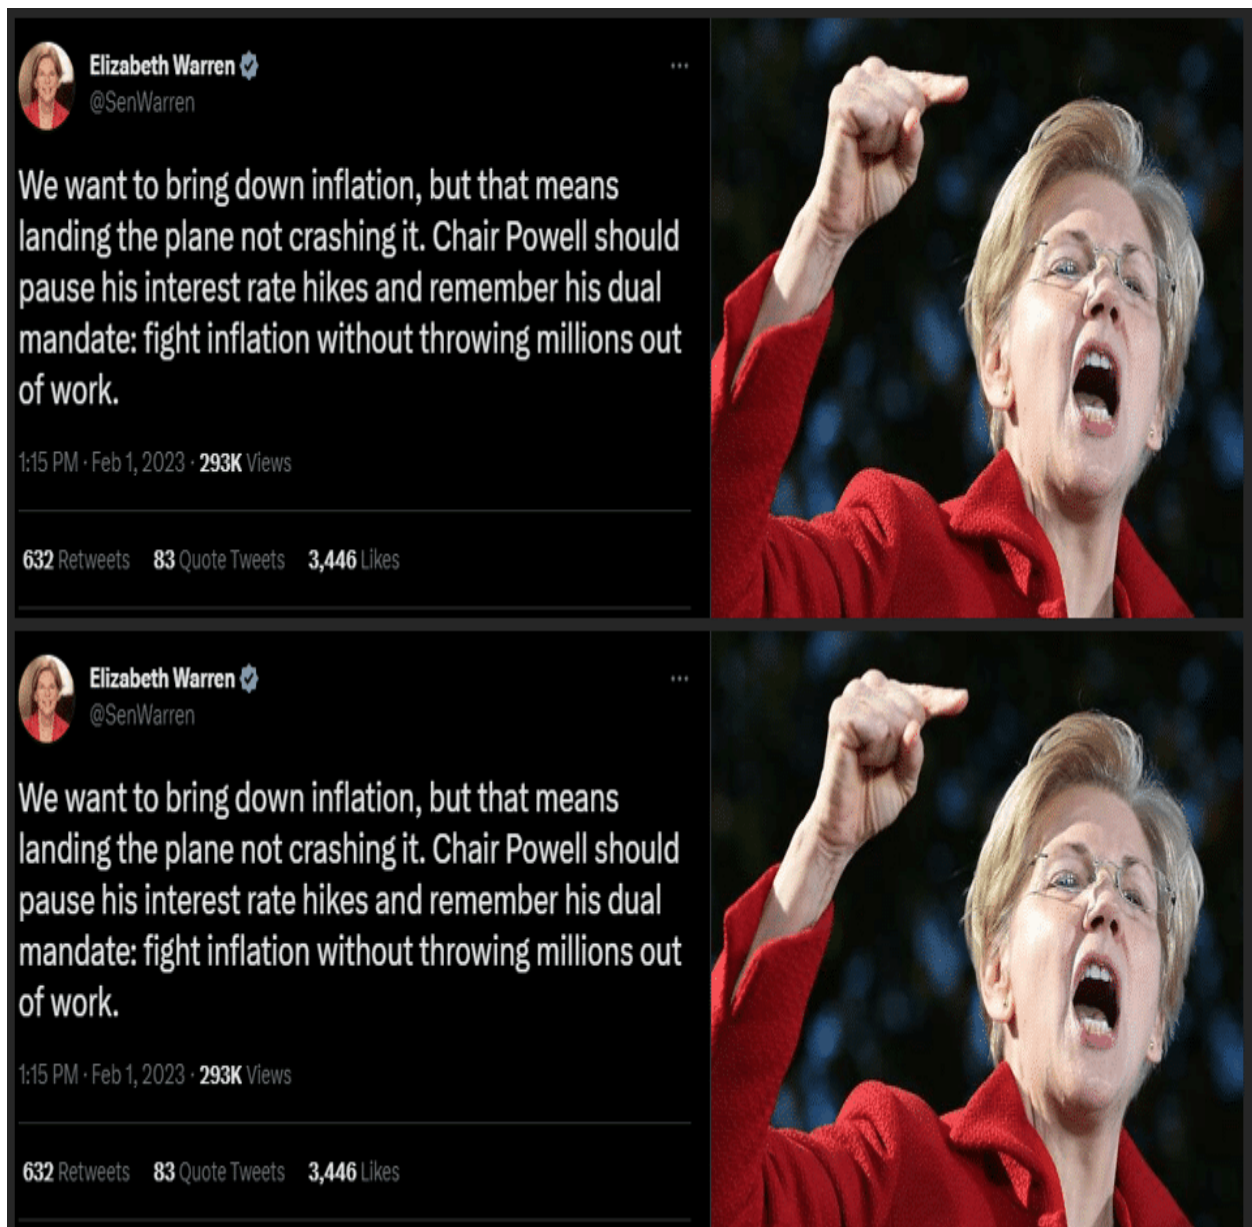 Elizabeth Warren
@SenWarren
We want to bring down inflation, but that means
landing the plane not crashing it. Chair Powell should
pause his interest rate hikes and remember his dual
mandate: fight inflation without throwing millions out
of work.
1:15 PM · Feb 1, 2023 · 293K Views
632 Retweets 83 Quote Tweets 3,446 Likes
Elizabeth Warren
@SenWarren
We want to bring down inflation, but that means
landing the plane not crashing it. Chair Powell should
pause his interest rate hikes and remember his dual
mandate: fight inflation without throwing millions out
of work.
1:15 PM · Feb 1, 2023 · 293K Views
632 Retweets 83 Quote Tweets 3,446 Likes